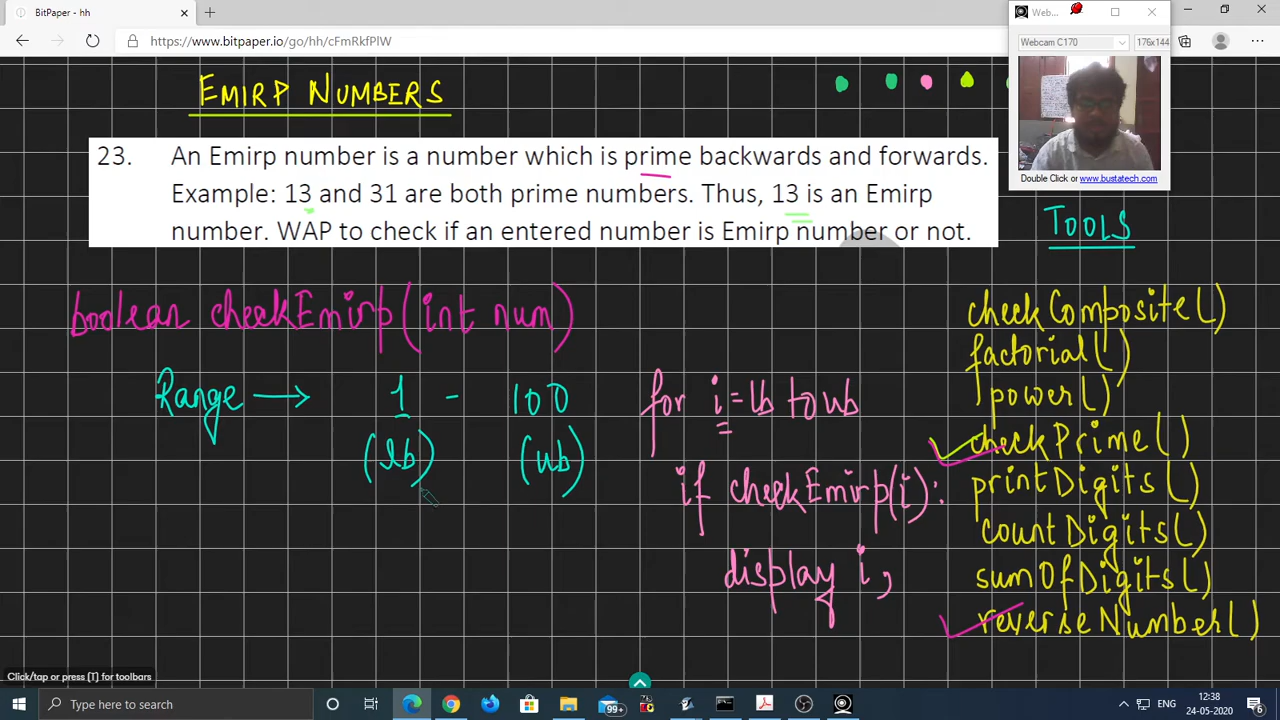 BitPaper - hh
https://www.bitpaper.io/go/hh/cFmRkfPlW
Web...
Webcam C170
176x144
Double Click or www.bustatech.com
EMIRP NUMBERS
23. An Emirp number is a number which is prime backwards and forwards.
Example: 13 and 31 are both prime numbers. Thus, 13 is an Emirp
number. WAP to check if an entered number is Emirp number or not.
TOOLS
boolean checkEmirp(int num)
Range → 1 - 100
(lb) (ub)
for i = lb to ub
if checkEmirp(i):
display i,
checkComposite()
factorial()
power()
checkPrime()
printDigits()
countDigits()
sumOfDigits()
reverseNumber()
Click/tap or press [T] for toolbars
Type here to search
99+
ENG
12:38
24-05-2020
6